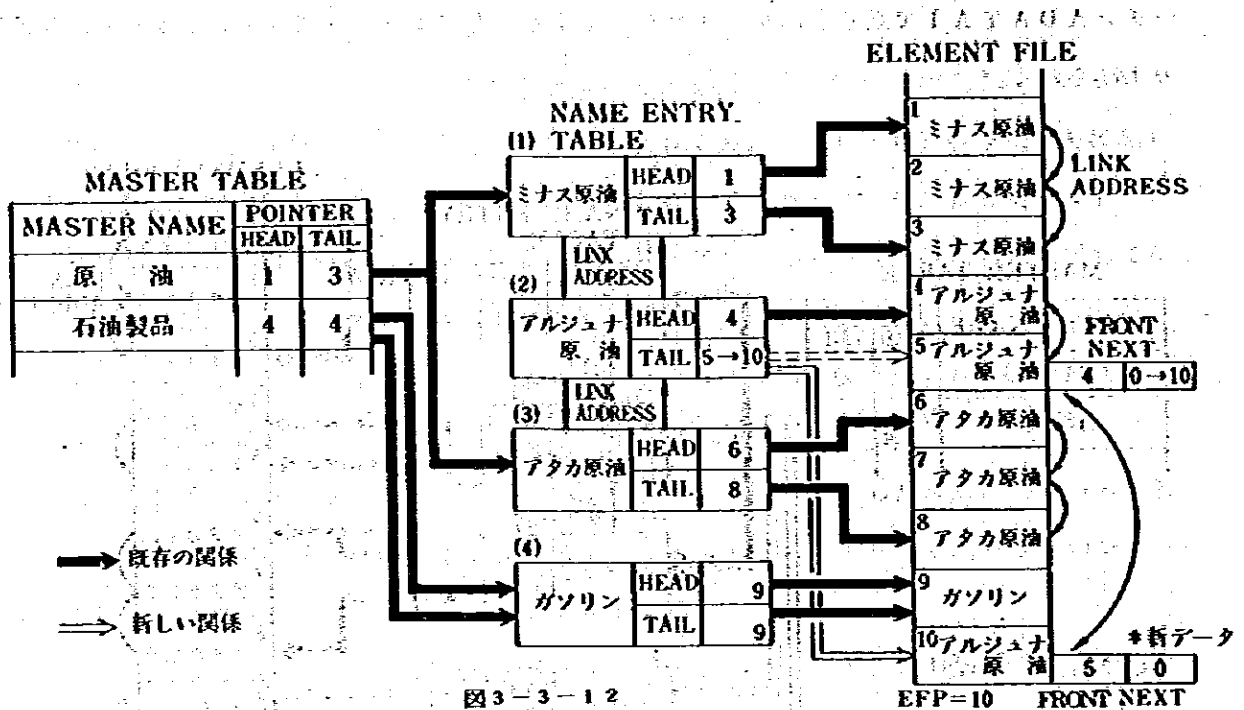 ELEMENT FILE
NAME ENTRY
(1) TABLE
MASTER TABLE
MASTER NAME
POINTER
HEAD TAIL
原油 1 3
石油製品 4 4
ミナス原油
HEAD 1
TAIL 3
LINK
ADDRESS
(2)
アルジュナ
原油
HEAD 4
TAIL 5→10
LINK
ADDRESS
(3)
アタカ原油
HEAD 6
TAIL 8
(4)
ガソリン
HEAD 9
TAIL 9
1
ミナス原油
2
ミナス原油
3
ミナス原油
LINK
ADDRESS
4 アルジュナ
原油
5 アルジュナ
原油
FRONT
NEXT
4 0→10
6
アタカ原油
7
アタカ原油
8
アタカ原油
9
ガソリン
10 アルジュナ
原油
*新データ
5 0
EFP=10 FRONT NEXT
既存の関係
新しい関係
図3-3-12